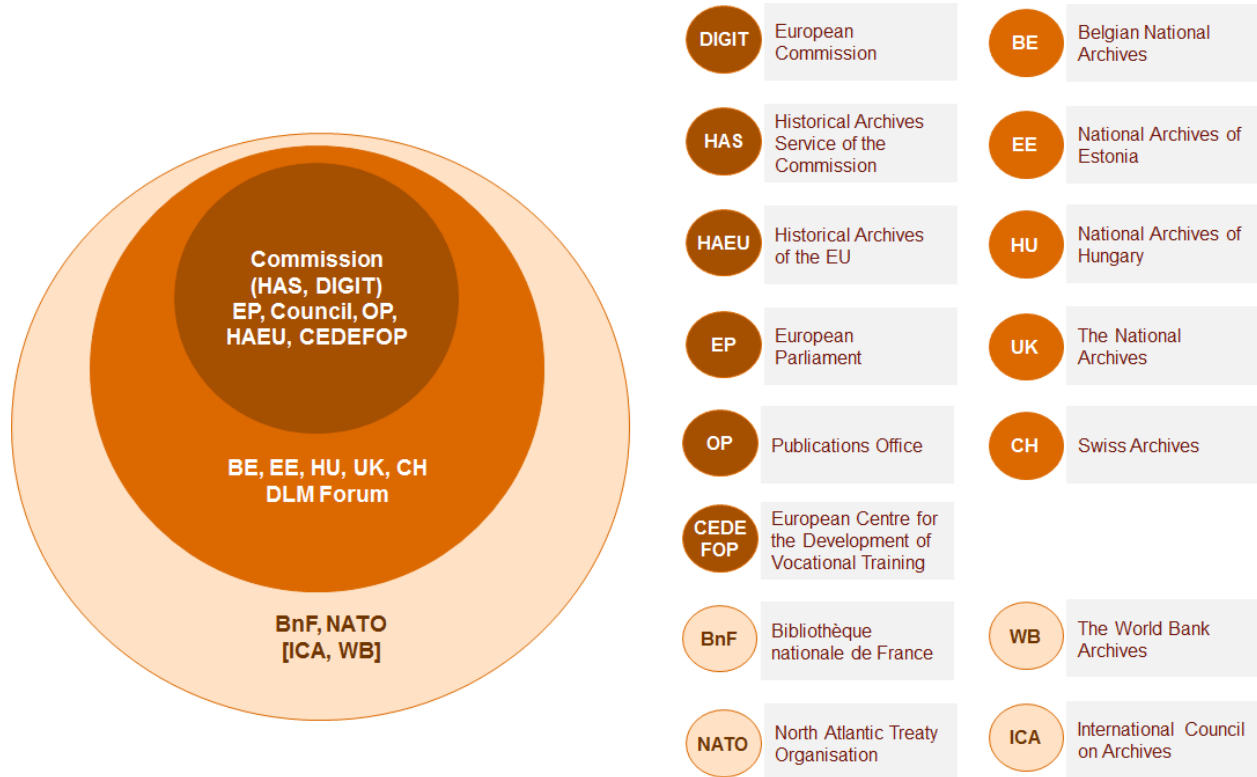 Commission
(HAS, DIGIT)
EP, Council, OP,
HAEU, CEDEFOP
BE, EE, HU, UK, CH
DLM Forum
BnF, NATO
[ICA, WB]
DIGIT
European
Commission
HAS
Historical Archives
Service of the
Commission
HAEU
Historical Archives
of the EU
EP
European
Parliament
OP
Publications Office
CEDE
FOP
European Centre for
the Development of
Vocational Training
BnF
Bibliothèque
nationale de France
NATO
North Atlantic Treaty
Organisation
BE
Belgian National
Archives
EE
National Archives of
Estonia
HU
National Archives of
Hungary
UK
The National
Archives
CH
Swiss Archives
WB
The World Bank
Archives
ICA
International Council
on Archives